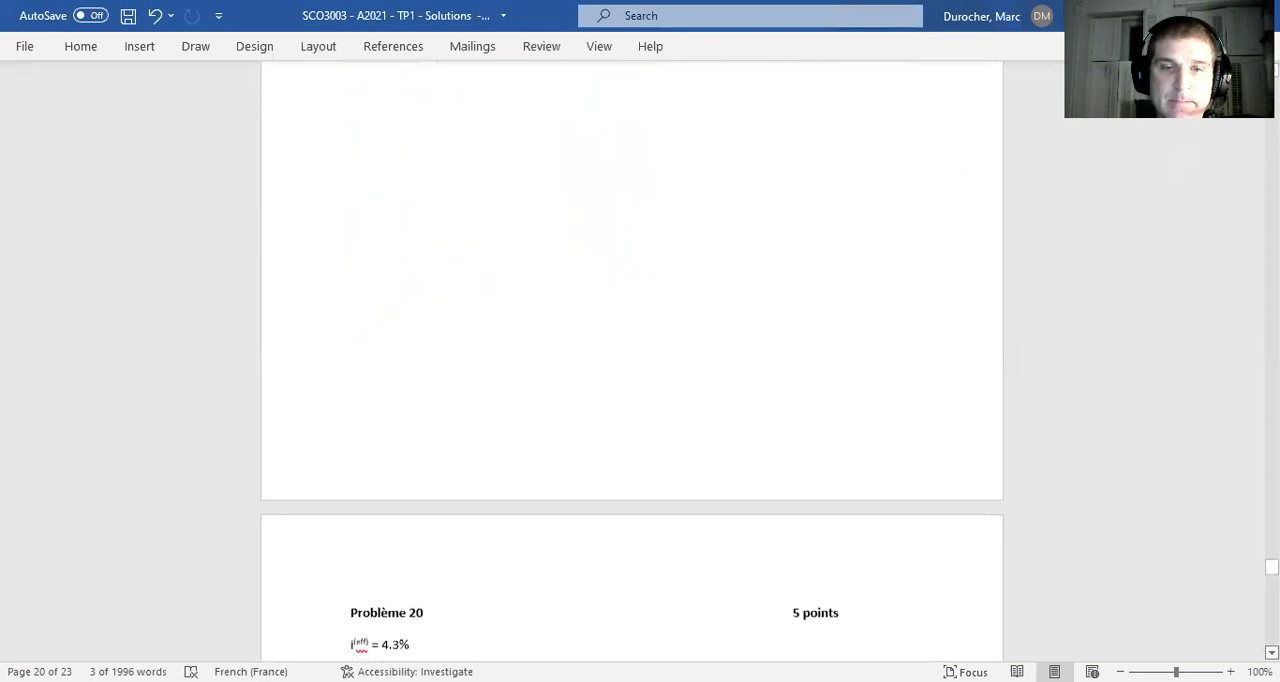 AutoSave Off SCO3003 - A2021 - TP1 - Solutions -... Search Durocher, Marc DM
File Home Insert Draw Design Layout References Mailings Review View Help
Problème 20 5 points
i(eff) = 4.3%
Page 20 of 23 3 of 1996 words French (France) Accessibility: Investigate Focus 100%